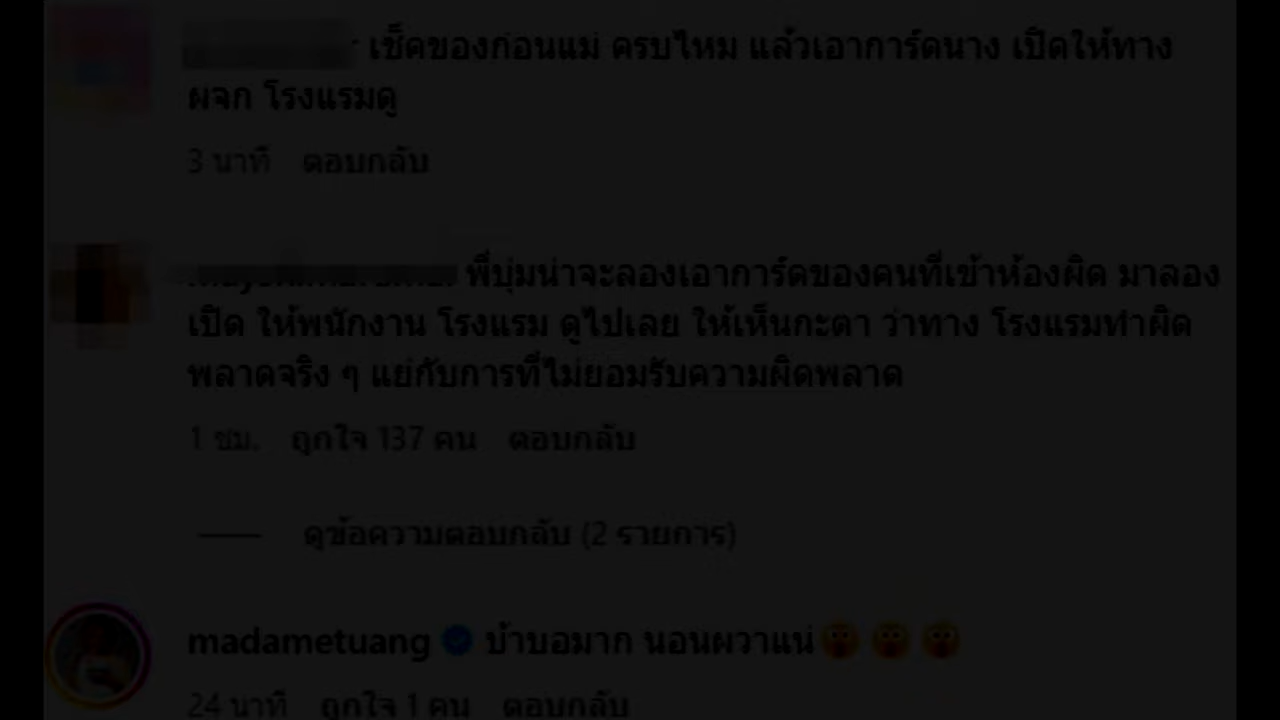 เช็คของก่อนแม่ ครบไหม แล้วเอาการ์ดนาง เปิดให้ทาง
ผจก โรงแรมดู
3 นาที ตอบกลับ
พี่บุ๋มน่าจะลองเอาการ์ดของคนที่เข้าห้องผิด มาลอง
เปิด ให้พนักงาน โรงแรม ดูไปเลย ให้เห็นกะตา ว่าทาง โรงแรมทำผิด
พลาดจริง ๆ แย่กับการที่ไม่ยอมรับความผิดพลาด
1 ชม. ถูกใจ 137 คน ตอบกลับ
ดูข้อความตอบกลับ (2 รายการ)
madametuang บ้าบอมาก นอนผวาแน่
24 นาที ถูกใจ 1 คน ตอบกลับ